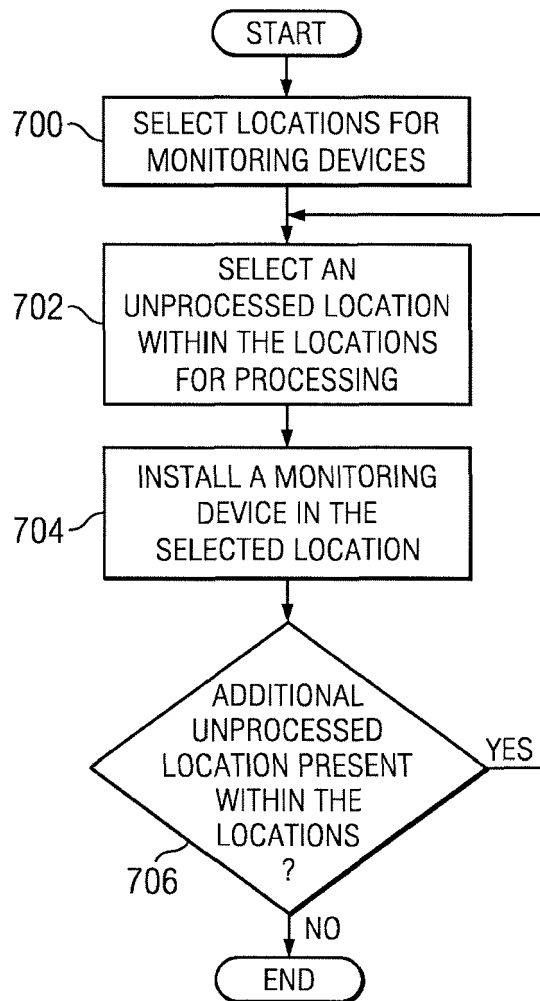 START
700
SELECT LOCATIONS FOR
MONITORING DEVICES
702
SELECT AN
UNPROCESSED LOCATION
WITHIN THE LOCATIONS
FOR PROCESSING
704
INSTALL A MONITORING
DEVICE IN THE
SELECTED LOCATION
ADDITIONAL
UNPROCESSED
LOCATION PRESENT
WITHIN THE
LOCATIONS
?
YES
706
NO
END